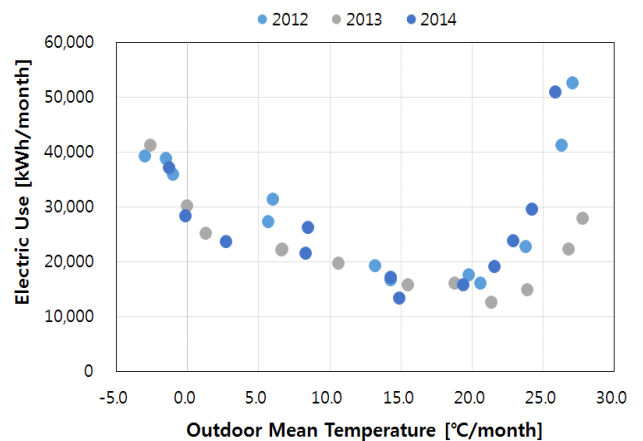 2012 2013 2014
60,000
50,000
40,000
30,000
20,000
10,000
0
-5.0 0.0 5.0 10.0 15.0 20.0 25.0 30.0
Electric Use [kWh/month]
Outdoor Mean Temperature [℃/month]